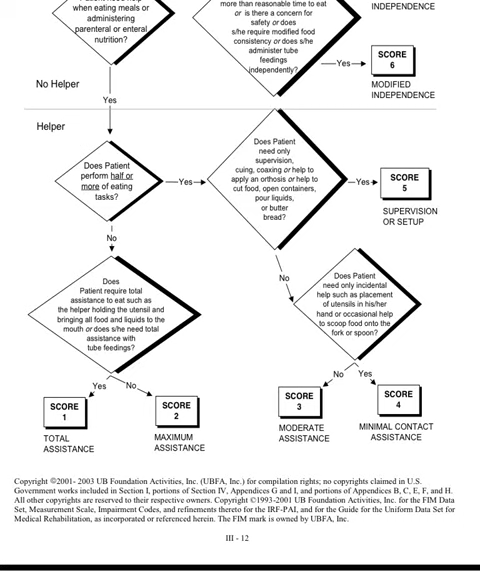 when eating meals or
administering
parenteral or enteral
nutrition?
more than reasonable time to eat
or is there a concern for
safety or does
s/he require modified food
consistency or does s/he
administer tube
feedings
independently?
INDEPENDENCE
Yes
SCORE
6
MODIFIED
INDEPENDENCE
No Helper
Yes
Helper
Does Patient
perform half or
more of eating
tasks?
Yes
Does Patient
need only
supervision,
cuing, coaxing or help to
apply an orthosis or help to
cut food, open containers,
pour liquids,
or butter
bread?
Yes
SCORE
5
SUPERVISION
OR SETUP
No
No
Does
Patient require total
assistance to eat such as
the helper holding the utensil and
bringing all food and liquids to the
mouth or does s/he need total
assistance with
tube feedings?
Does Patient
need only incidental
help such as placement
of utensils in his/her
hand or occasional help
to scoop food onto the
fork or spoon?
Yes
No
No
Yes
SCORE
1
SCORE
2
SCORE
3
SCORE
4
TOTAL
ASSISTANCE
MAXIMUM
ASSISTANCE
MODERATE
ASSISTANCE
MINIMAL CONTACT
ASSISTANCE
Copyright ©2001- 2003 UB Foundation Activities, Inc. (UBFA, Inc.) for compilation rights; no copyrights claimed in U.S.
Government works included in Section I, portions of Section IV, Appendices G and I, and portions of Appendices B, C, E, F, and H.
All other copyrights are reserved to their respective owners. Copyright ©1993-2001 UB Foundation Activities, Inc. for the FIM Data
Set, Measurement Scale, Impairment Codes, and refinements thereto for the IRF-PAI, and for the Guide for the Uniform Data Set for
Medical Rehabilitation, as incorporated or referenced herein. The FIM mark is owned by UBFA, Inc.
III - 12